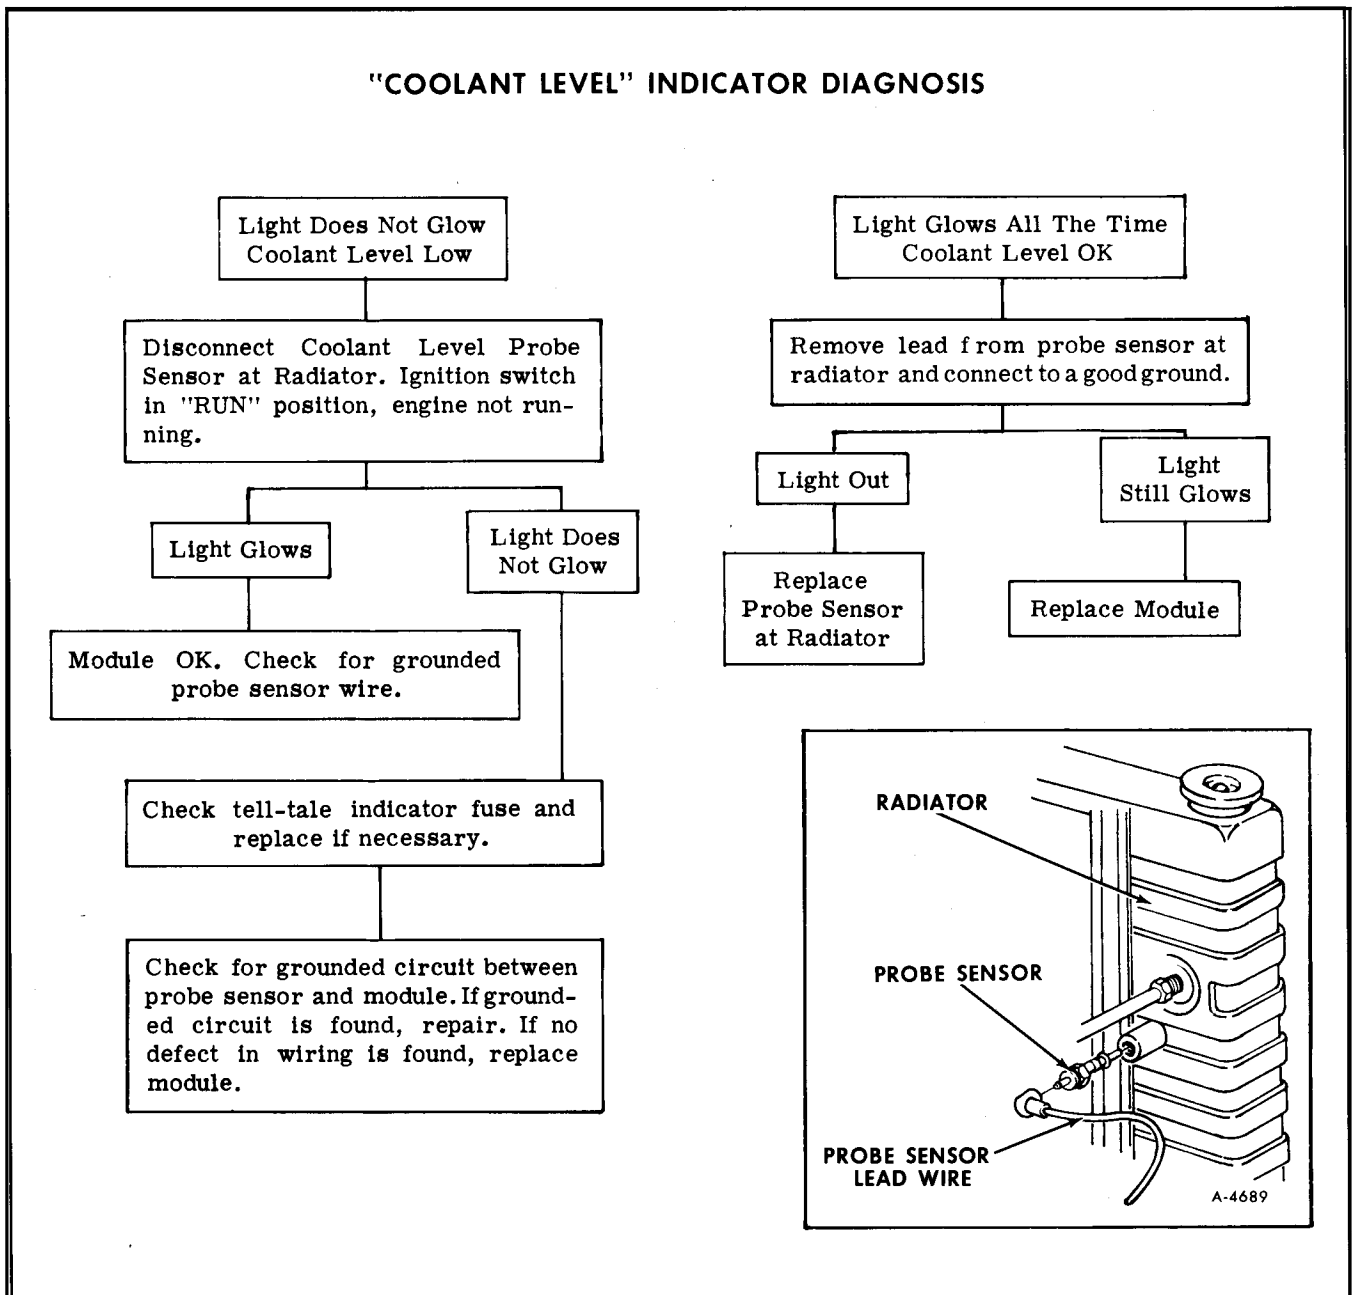 "COOLANT LEVEL" INDICATOR DIAGNOSIS
Light Does Not Glow
Coolant Level Low
Disconnect Coolant Level Probe
Sensor at Radiator. Ignition switch
in "RUN" position, engine not run-
ning.
Light Glows
Light Does
Not Glow
Module OK. Check for grounded
probe sensor wire.
Check tell-tale indicator fuse and
replace if necessary.
Check for grounded circuit between
probe sensor and module. If ground-
ed circuit is found, repair. If no
defect in wiring is found, replace
module.
Light Glows All The Time
Coolant Level OK
Remove lead from probe sensor at
radiator and connect to a good ground.
Light Out
Light
Still Glows
Replace
Probe Sensor
at Radiator
Replace Module
RADIATOR
PROBE SENSOR
PROBE SENSOR
LEAD WIRE
A-4689